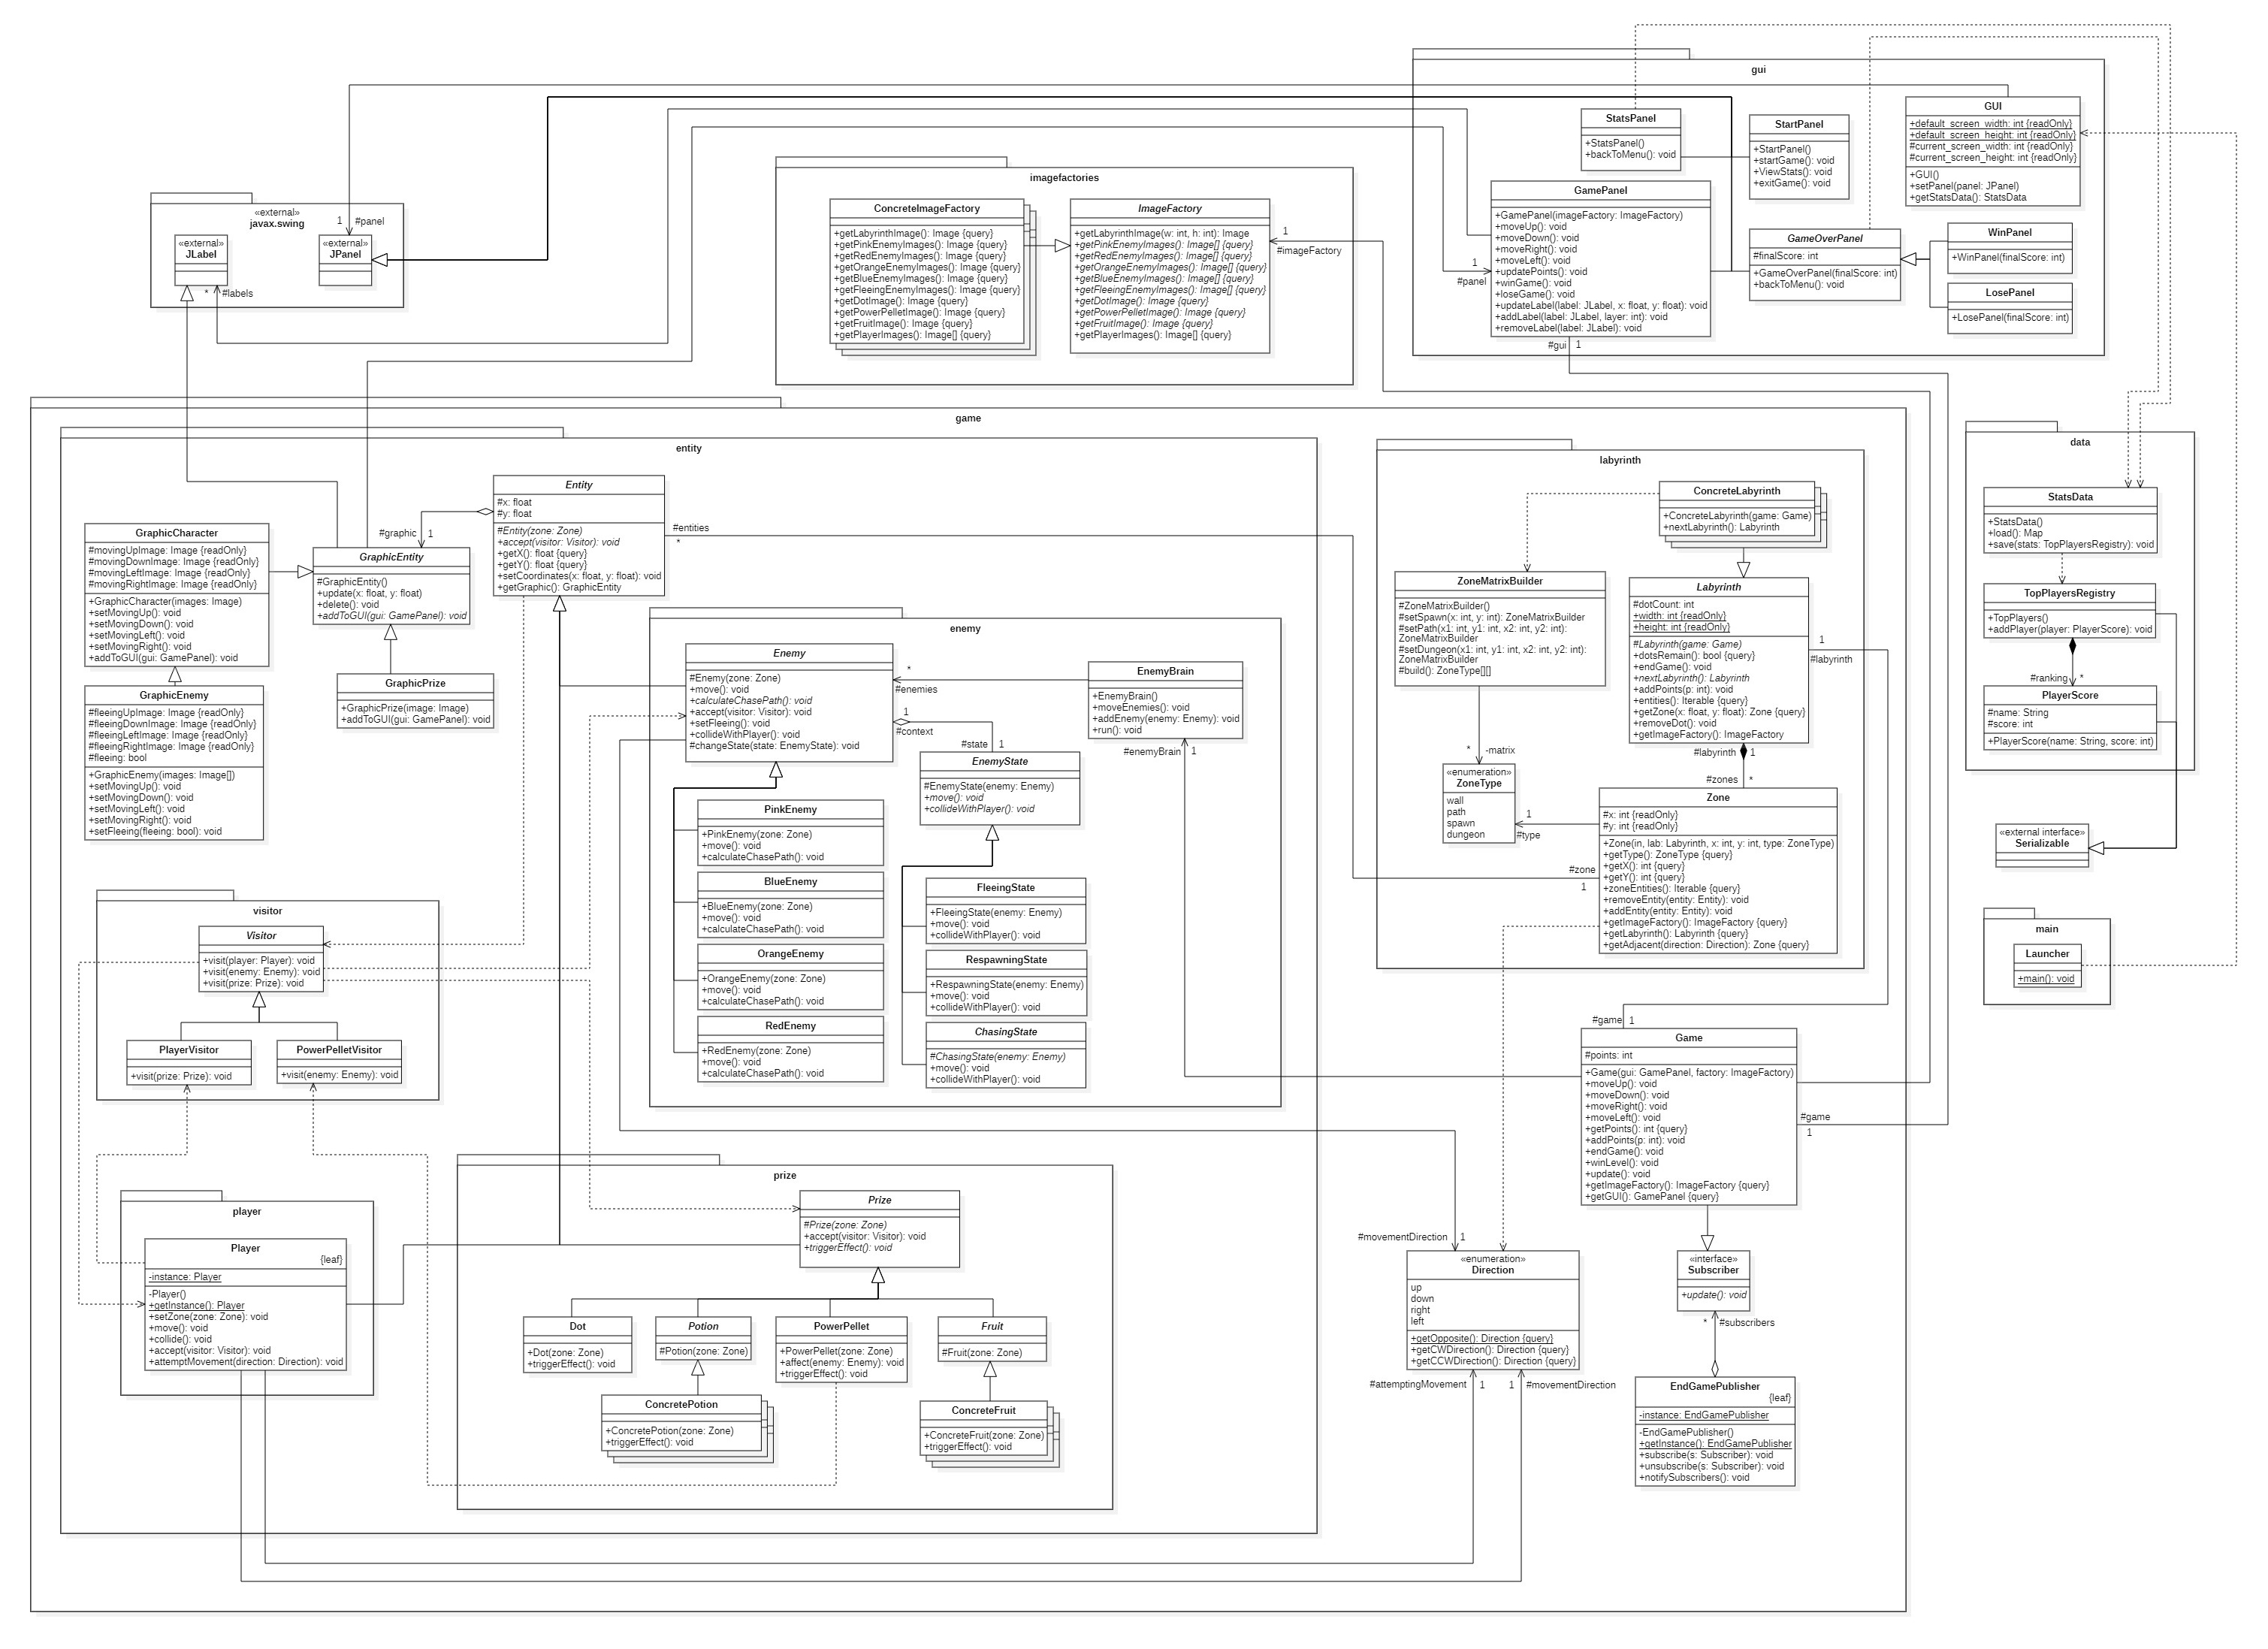 gui
StatsPanel
+StatsPanel()
+backToMenu(): void
StartPanel
+StartPanel()
+startGame(): void
+ViewStats(): void
+exitGame(): void
GUI
+default_screen_width: int {readOnly}
+default_screen_height: int {readOnly}
#current_screen_width: int {readOnly}
#current_screen_height: int {readOnly}
+GUI()
+setPanel(panel: JPanel)
+getStatsData(): StatsData
GamePanel
+GamePanel(imageFactory: ImageFactory)
+moveUp(): void
+moveDown(): void
+moveRight(): void
+moveLeft(): void
+updatePoints(): void
+winGame(): void
+loseGame(): void
+updateLabel(label: JLabel, x: float, y: float): void
+addLabel(label: JLabel, layer: int): void
+removeLabel(label: JLabel): void
GameOverPanel
#finalScore: int
+GameOverPanel(finalScore: int)
+backToMenu(): void
WinPanel
+WinPanel(finalScore: int)
LosePanel
+LosePanel(finalScore: int)
1
#panel
#gui
1
«external»
javax.swing
1
#panel
«external»
JLabel
«external»
JPanel
*
#labels
imagefactories
ConcreteImageFactory
+getLabyrinthImage(): Image {query}
+getPinkEnemyImages(): Image {query}
+getRedEnemyImages(): Image {query}
+getOrangeEnemyImages(): Image {query}
+getBlueEnemyImages(): Image {query}
+getFleeingEnemyImages(): Image {query}
+getDotImage(): Image {query}
+getPowerPelletImage(): Image {query}
+getFruitImage(): Image {query}
+getPlayerImages(): Image[] {query}
ImageFactory
+getLabyrinthImage(w: int, h: int): Image
+getPinkEnemyImages(): Image[] {query}
+getRedEnemyImages(): Image[] {query}
+getOrangeEnemyImages(): Image[] {query}
+getBlueEnemyImages(): Image[] {query}
+getFleeingEnemyImages(): Image[] {query}
+getDotImage(): Image {query}
+getPowerPelletImage(): Image {query}
+getFruitImage(): Image {query}
+getPlayerImages(): Image[] {query}
1
#imageFactory
game
entity
Entity
#x: float
#y: float
#Entity(zone: Zone)
+accept(visitor: Visitor): void
+getX(): float {query}
+getY(): float {query}
+setCoordinates(x: float, y: float): void
+getGraphic(): GraphicEntity
#graphic
1
#entities
*
GraphicCharacter
#movingUpImage: Image {readOnly}
#movingDownImage: Image {readOnly}
#movingLeftImage: Image {readOnly}
#movingRightImage: Image {readOnly}
+GraphicCharacter(images: Image)
+setMovingUp(): void
+setMovingDown(): void
+setMovingLeft(): void
+setMovingRight(): void
+addToGUI(gui: GamePanel): void
GraphicEntity
#GraphicEntity()
+update(x: float, y: float)
+delete(): void
+addToGUI(gui: GamePanel): void
GraphicEnemy
#fleeingUpImage: Image {readOnly}
#fleeingDownImage: Image {readOnly}
#fleeingLeftImage: Image {readOnly}
#fleeingRightImage: Image {readOnly}
#fleeing: bool
+GraphicEnemy(images: Image[])
+setMovingUp(): void
+setMovingDown(): void
+setMovingLeft(): void
+setMovingRight(): void
+setFleeing(fleeing: bool): void
GraphicPrize
+GraphicPrize(image: Image)
+addToGUI(gui: GamePanel): void
enemy
Enemy
#Enemy(zone: Zone)
+move(): void
+calculateChasePath(): void
+accept(visitor: Visitor): void
+setFleeing(): void
+collideWithPlayer(): void
#changeState(state: EnemyState): void
*
#enemies
EnemyBrain
+EnemyBrain()
+moveEnemies(): void
+addEnemy(enemy: Enemy): void
+run(): void
1
#context
#state
1
#enemyBrain
1
EnemyState
#EnemyState(enemy: Enemy)
+move(): void
+collideWithPlayer(): void
PinkEnemy
+PinkEnemy(zone: Zone)
+move(): void
+calculateChasePath(): void
BlueEnemy
+BlueEnemy(zone: Zone)
+move(): void
+calculateChasePath(): void
OrangeEnemy
+OrangeEnemy(zone: Zone)
+move(): void
+calculateChasePath(): void
RedEnemy
+RedEnemy(zone: Zone)
+move(): void
+calculateChasePath(): void
FleeingState
+FleeingState(enemy: Enemy)
+move(): void
+collideWithPlayer(): void
RespawningState
+RespawningState(enemy: Enemy)
+move(): void
+collideWithPlayer(): void
ChasingState
#ChasingState(enemy: Enemy)
+move(): void
+collideWithPlayer(): void
visitor
Visitor
+visit(player: Player): void
+visit(enemy: Enemy): void
+visit(prize: Prize): void
PlayerVisitor
+visit(prize: Prize): void
PowerPelletVisitor
+visit(enemy: Enemy): void
player
Player
{leaf}
-instance: Player
-Player()
+getInstance(): Player
+setZone(zone: Zone): void
+move(): void
+collide(): void
+accept(visitor: Visitor): void
+attemptMovement(direction: Direction): void
prize
Prize
#Prize(zone: Zone)
+accept(visitor: Visitor): void
+triggerEffect(): void
Dot
+Dot(zone: Zone)
+triggerEffect(): void
Potion
#Potion(zone: Zone)
PowerPellet
+PowerPellet(zone: Zone)
+affect(enemy: Enemy): void
+triggerEffect(): void
Fruit
#Fruit(zone: Zone)
ConcretePotion
+ConcretePotion(zone: Zone)
+triggerEffect(): void
ConcreteFruit
+ConcreteFruit(zone: Zone)
+triggerEffect(): void
labyrinth
ConcreteLabyrinth
+ConcreteLabyrinth(game: Game)
+nextLabyrinth(): Labyrinth
ZoneMatrixBuilder
#ZoneMatrixBuilder()
#setSpawn(x: int, y: int): ZoneMatrixBuilder
#setPath(x1: int, y1: int, x2: int, y2: int):
ZoneMatrixBuilder
#setDungeon(x1: int, y1: int, x2: int, y2: int):
ZoneMatrixBuilder
#build(): ZoneType[][]
Labyrinth
#dotCount: int
+width: int {readOnly}
+height: int {readOnly}
#Labyrinth(game: Game)
+dotsRemain(): bool {query}
+endGame(): void
+nextLabyrinth(): Labyrinth
+addPoints(p: int): void
+entities(): Iterable {query}
+getZone(x: float, y: float): Zone {query}
+removeDot(): void
+getImageFactory(): ImageFactory
1
#labyrinth
*
-matrix
#labyrinth
1
#zones
*
«enumeration»
ZoneType
wall
path
spawn
dungeon
1
#type
Zone
#x: int {readOnly}
#y: int {readOnly}
+Zone(in, lab: Labyrinth, x: int, y: int, type: ZoneType)
+getType(): ZoneType {query}
+getX(): int {query}
+getY(): int {query}
+zoneEntities(): Iterable {query}
+removeEntity(entity: Entity): void
+addEntity(entity: Entity): void
+getImageFactory(): ImageFactory {query}
+getLabyrinth(): Labyrinth {query}
+getAdjacent(direction: Direction): Zone {query}
#zone
1
#game
1
Game
#points: int
+Game(gui: GamePanel, factory: ImageFactory)
+moveUp(): void
+moveDown(): void
+moveRight(): void
+moveLeft(): void
+getPoints(): int {query}
+addPoints(p: int): void
+endGame(): void
+winLevel(): void
+update(): void
+getImageFactory(): ImageFactory {query}
+getGUI(): GamePanel {query}
#game
1
#movementDirection
1
«enumeration»
Direction
up
down
right
left
+getOpposite(): Direction {query}
+getCWDirection(): Direction {query}
+getCCWDirection(): Direction {query}
#attemptingMovement
1
1
#movementDirection
«interface»
Subscriber
+update(): void
*
#subscribers
EndGamePublisher
{leaf}
-instance: EndGamePublisher
-EndGamePublisher()
+getInstance(): EndGamePublisher
+subscribe(s: Subscriber): void
+unsubscribe(s: Subscriber): void
+notifySubscribers(): void
data
StatsData
+StatsData()
+load(): Map
+save(stats: TopPlayersRegistry): void
TopPlayersRegistry
+TopPlayers()
+addPlayer(player: PlayerScore): void
#ranking
*
PlayerScore
#name: String
#score: int
+PlayerScore(name: String, score: int)
«external interface»
Serializable
main
Launcher
+main(): void